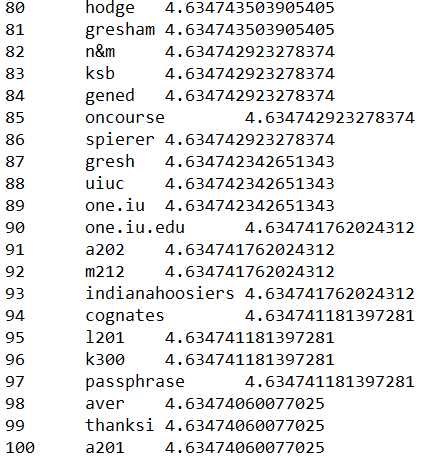 80 hodge 4.634743503905405
81 gresham 4.634743503905405
82 n&m 4.634742923278374
83 ksb 4.634742923278374
84 gened 4.634742923278374
85 oncourse 4.634742923278374
86 spierer 4.634742923278374
87 gresh 4.634742342651343
88 uiuc 4.634742342651343
89 one.iu 4.634742342651343
90 one.iu.edu 4.634741762024312
91 a202 4.634741762024312
92 m212 4.634741762024312
93 indianahoosiers 4.634741762024312
94 cognates 4.634741181397281
95 l201 4.634741181397281
96 k300 4.634741181397281
97 passphrase 4.634741181397281
98 aver 4.63474060077025
99 thanksi 4.63474060077025
100 a201 4.63474060077025